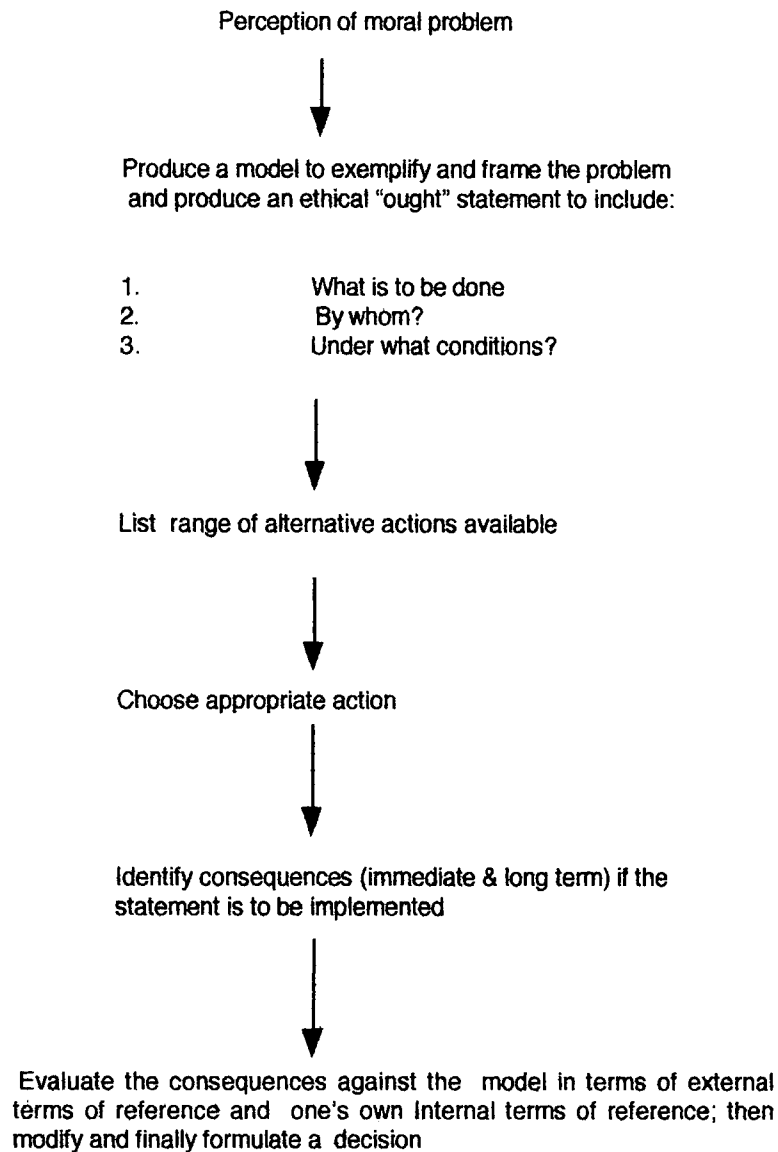 Perception of moral problem
Produce a model to exemplify and frame the problem
and produce an ethical “ought” statement to include:
1. What is to be done
2. By whom?
3. Under what conditions?
List range of alternative actions available
Choose appropriate action
Identify consequences (immediate & long term) if the
statement is to be implemented
Evaluate the consequences against the model in terms of external
terms of reference and one's own Internal terms of reference; then
modify and finally formulate a decision